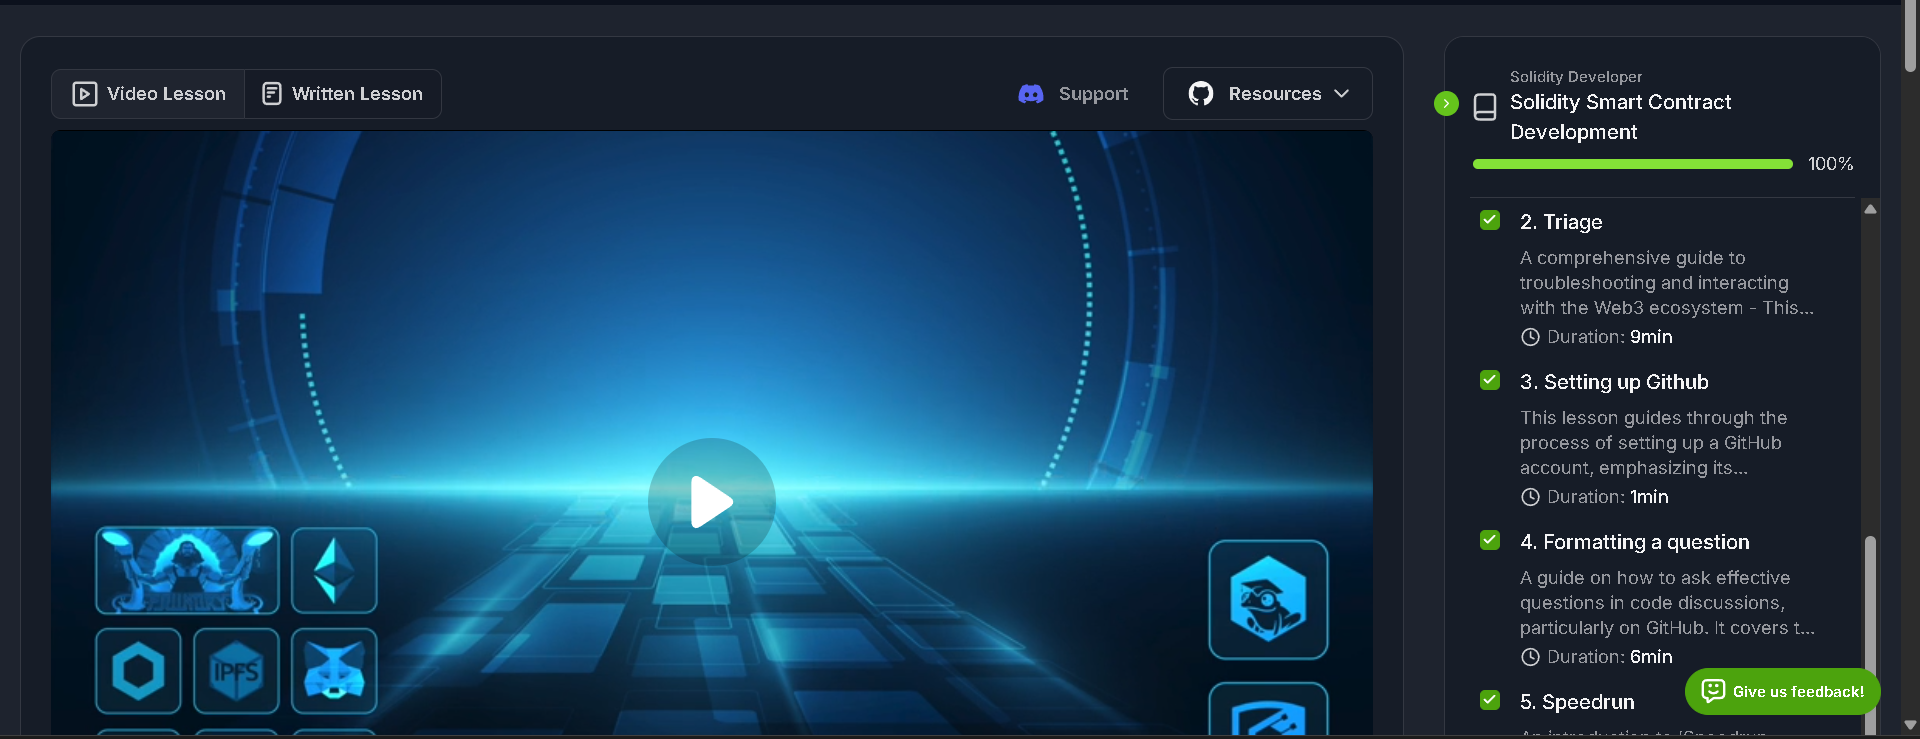 Video Lesson
Written Lesson
Support
Resources
Solidity Developer
Solidity Smart Contract
Development
100%
2. Triage
A comprehensive guide to
troubleshooting and interacting
with the Web3 ecosystem - This...
Duration: 9min
3. Setting up Github
This lesson guides through the
process of setting up a GitHub
account, emphasizing its...
Duration: 1min
4. Formatting a question
A guide on how to ask effective
questions in code discussions,
particularly on GitHub. It covers t...
Duration: 6min
5. Speedrun
Give us feedback!
IPFS